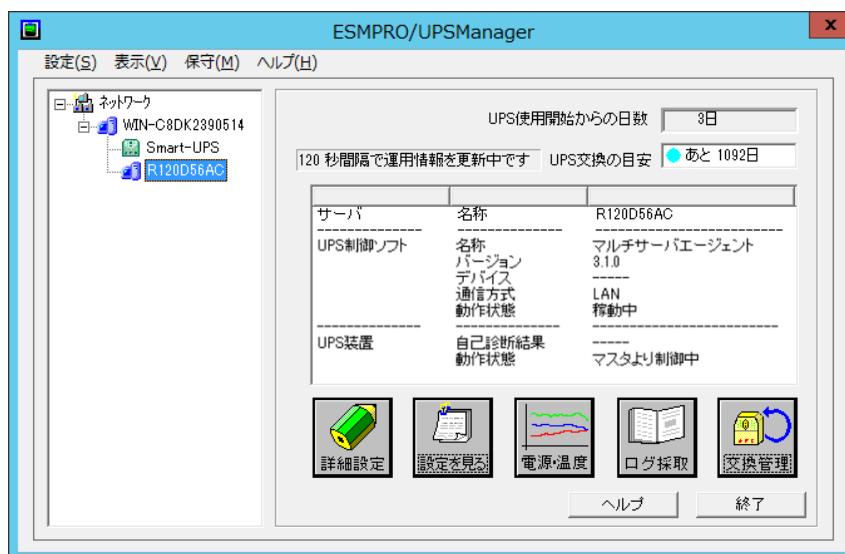 ESMPRO/UPSManager
x
設定(S) 表示(V) 保守(M) ヘルプ(H)
ネットワーク
WIN-C8DK2390514
Smart-UPS
R120D56AC
UPS使用開始からの日数 3日
120 秒間隔で運用情報を更新中です UPS交換の目安 あと 1092日
サーバ 名称 R120D56AC
-------------- -------------- -------------------------
UPS制御ソフト 名称 マルチサーバエージェント
バージョン 3.1.0
デバイス -----
通信方式 LAN
動作状態 稼動中
-------------- -------------- -------------------------
UPS装置 自己診断結果 -----
動作状態 マスタより制御中
詳細設定 設定を見る 電源・温度 ログ採取 交換管理
ヘルプ 終了